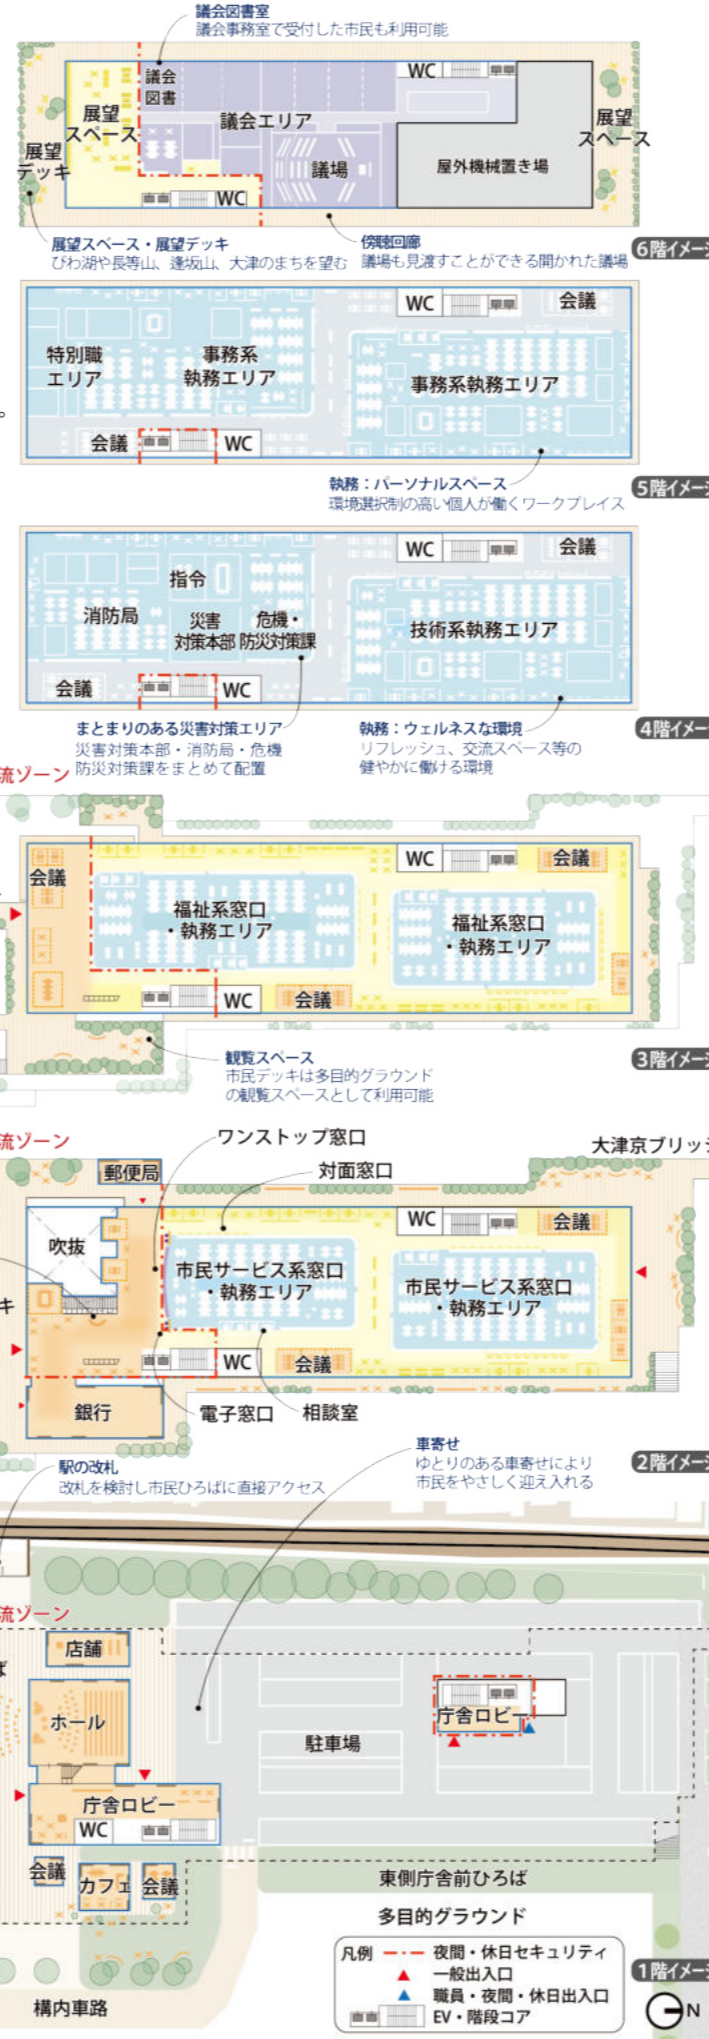 議会図書室
議会事務室で受付した市民も利用可能
議会
図書
WC
展望
スペース
議会エリア
展望
スペース
展望
デッキ
議場
屋外機械置き場
WC
展望スペース・展望デッキ
びわ湖や長等山、逢坂山、大津のまちを望む
傍聴回廊
議場も見渡すことができる開かれた議場
6階イメージ
WC
会議
特別職
エリア
事務系
執務エリア
事務系執務エリア
。
会議
WC
執務：パーソナルスペース
環境選択制の高い個人が働くワークプレイス
5階イメージ
WC
会議
指令
消防局
災害
対策本部
危機・
防災対策課
技術系執務エリア
会議
WC
まとまりのある災害対策エリア
災害対策本部・消防局・危機
防災対策課をまとめて配置
執務：ウェルネスな環境
リフレッシュ、交流スペース等の
健やかに働ける環境
4階イメージ
流ゾーン
WC
会議
会議
福祉系窓口
・執務エリア
福祉系窓口
・執務エリア
WC
会議
観覧スペース
市民デッキは多目的グラウンド
の観覧スペースとして利用可能
3階イメージ
流ゾーン
ワンストップ窓口
大津京ブリッジ
郵便局
対面窓口
WC
会議
吹抜
市民サービス系窓口
・執務エリア
市民サービス系窓口
・執務エリア
キ
WC
会議
銀行
電子窓口
相談室
駅の改札
改札を検討し市民ひろばに直接アクセス
車寄せ
ゆとりのある車寄せにより
市民をやさしく迎え入れる
2階イメージ
流ゾーン
店舗
ば
ホール
庁舎ロビー
駐車場
庁舎ロビー
WC
会議
カフェ
会議
東側庁舎前ひろば
多目的グラウンド
凡例
夜間・休日セキュリティ
一般出入口
職員・夜間・休日出入口
EV・階段コア
1階イメージ
構内車路
N